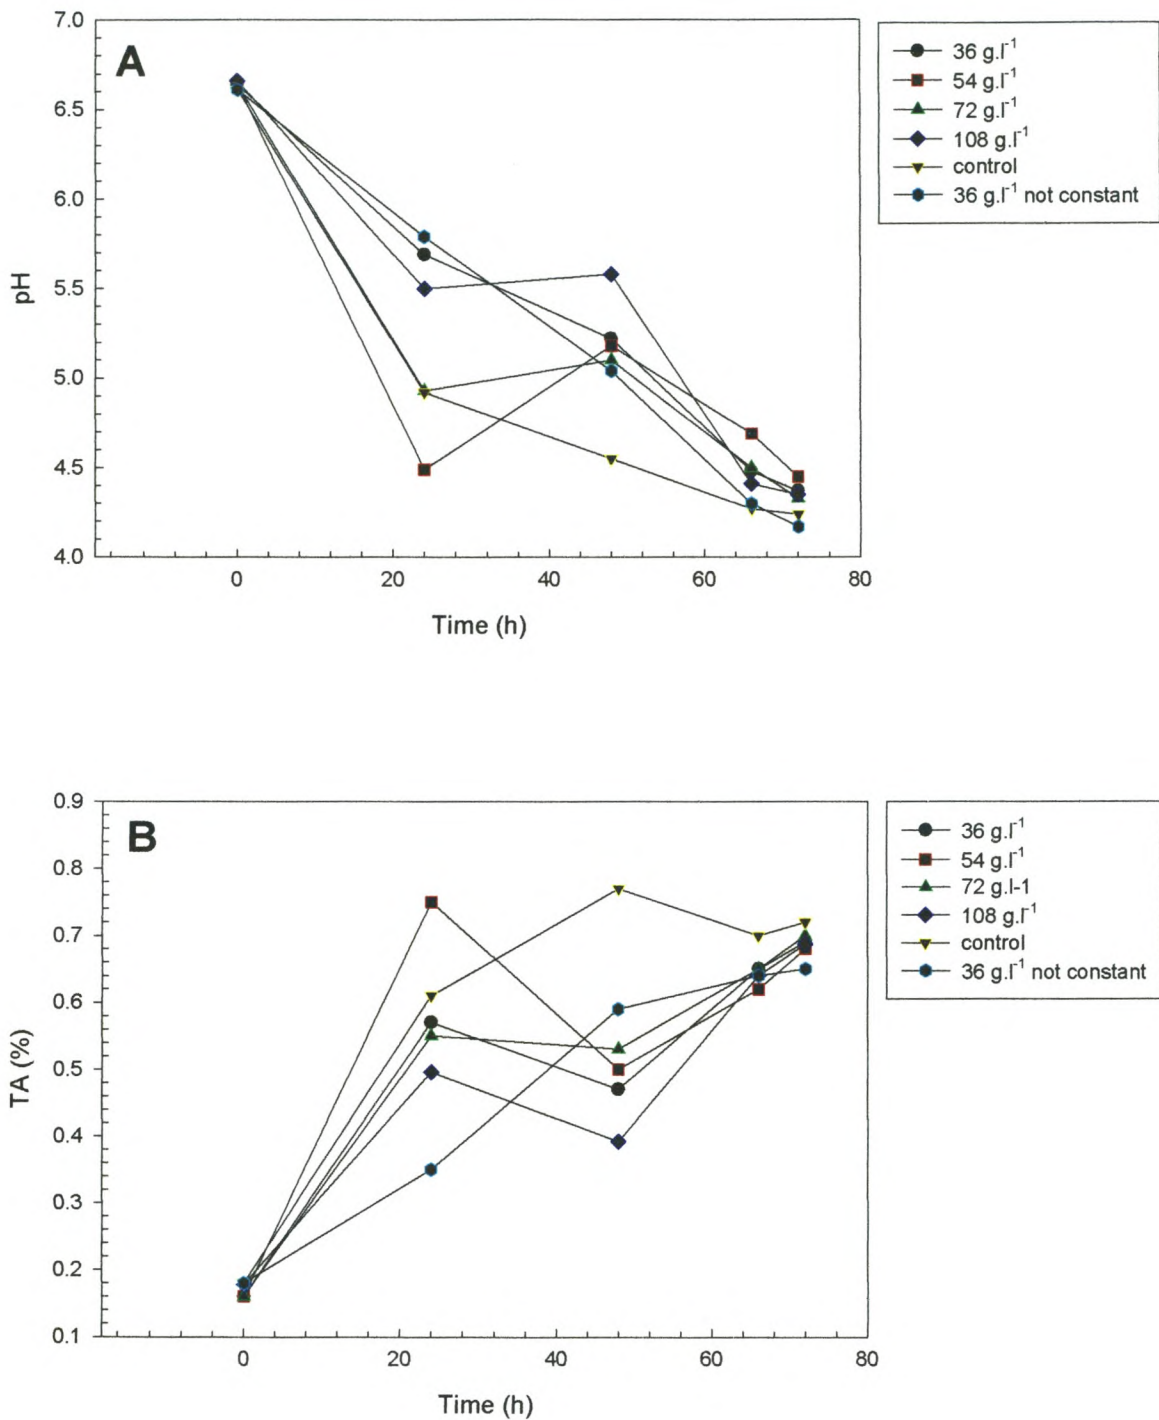 A
7.0
6.5
6.0
5.5
5.0
4.5
4.0
pH
0 20 40 60 80
Time (h)
36 g.l⁻¹
54 g.l⁻¹
72 g.l⁻¹
108 g.l⁻¹
control
36 g.l⁻¹ not constant
B
0.9
0.8
0.7
0.6
0.5
0.4
0.3
0.2
0.1
TA (%)
0 20 40 60 80
Time (h)
36 g.l⁻¹
54 g.l⁻¹
72 g.l-1
108 g.l⁻¹
control
36 g.l⁻¹ not constant